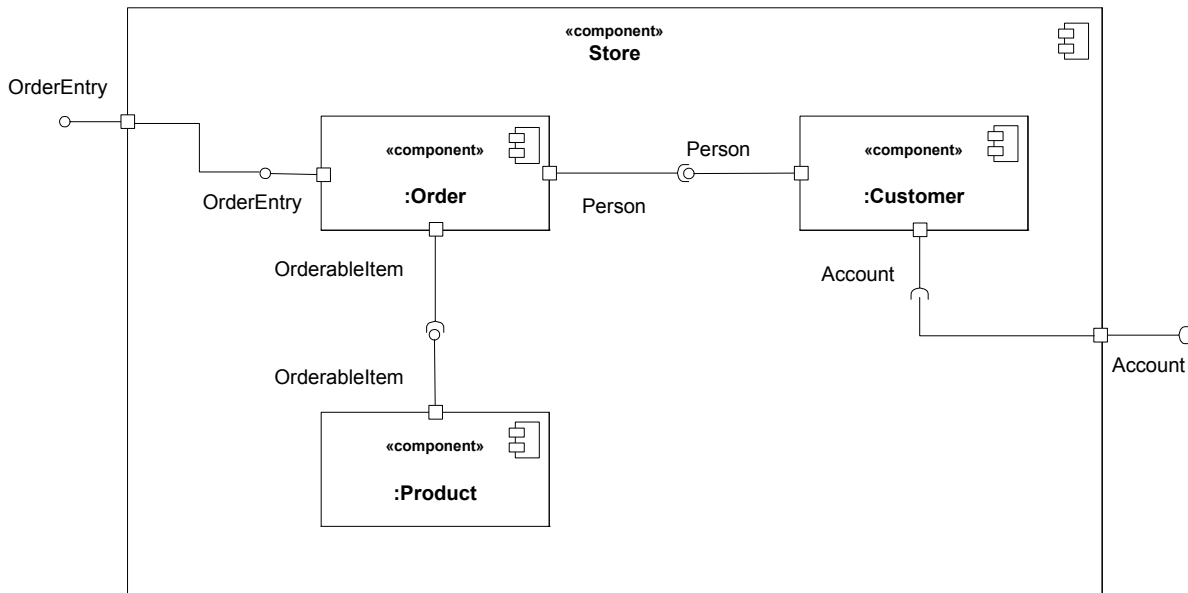 «component»
Store
OrderEntry
«component»
:Order
OrderEntry
Person
Person
«component»
:Customer
OrderableItem
Account
OrderableItem
Account
«component»
:Product